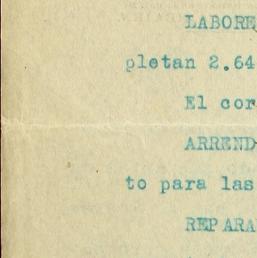 LABORE
pletan 2.64
El cor
ARREND
to para las
REPARA